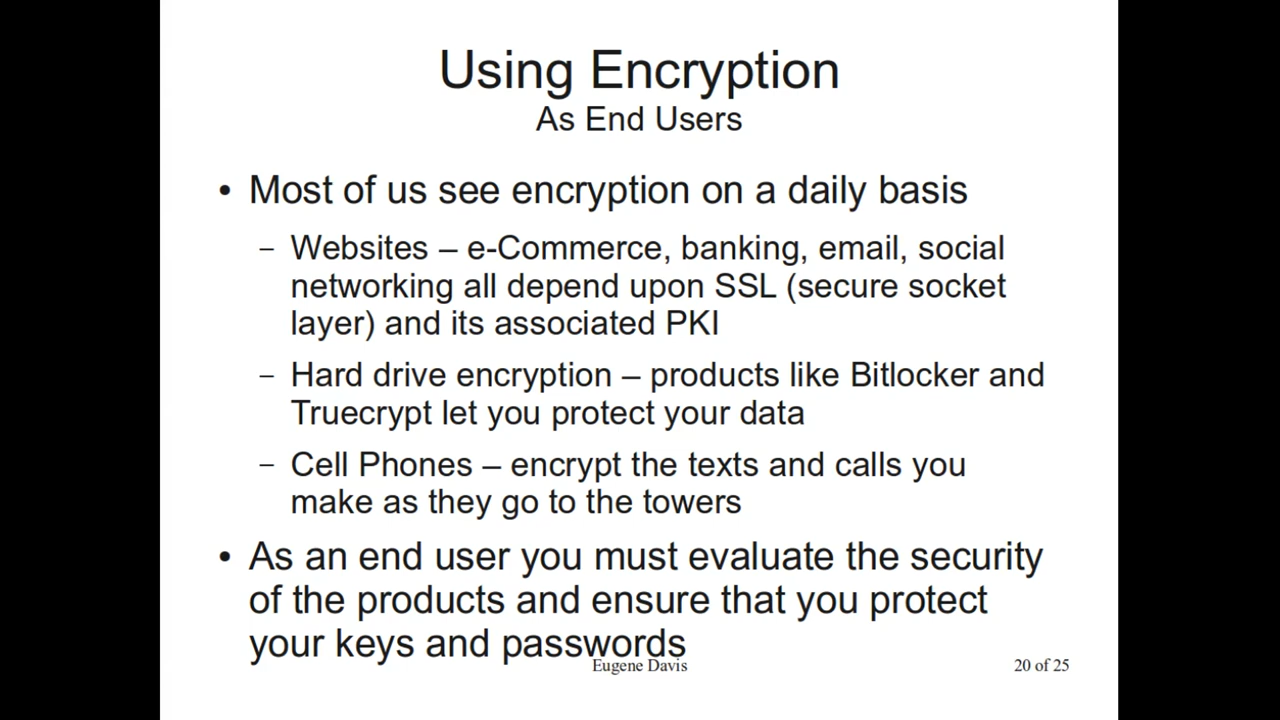 Using Encryption
As End Users
• Most of us see encryption on a daily basis
– Websites – e-Commerce, banking, email, social
networking all depend upon SSL (secure socket
layer) and its associated PKI
– Hard drive encryption – products like Bitlocker and
Truecrypt let you protect your data
– Cell Phones – encrypt the texts and calls you
make as they go to the towers
• As an end user you must evaluate the security
of the products and ensure that you protect
your keys and passwords
Eugene Davis
20 of 25